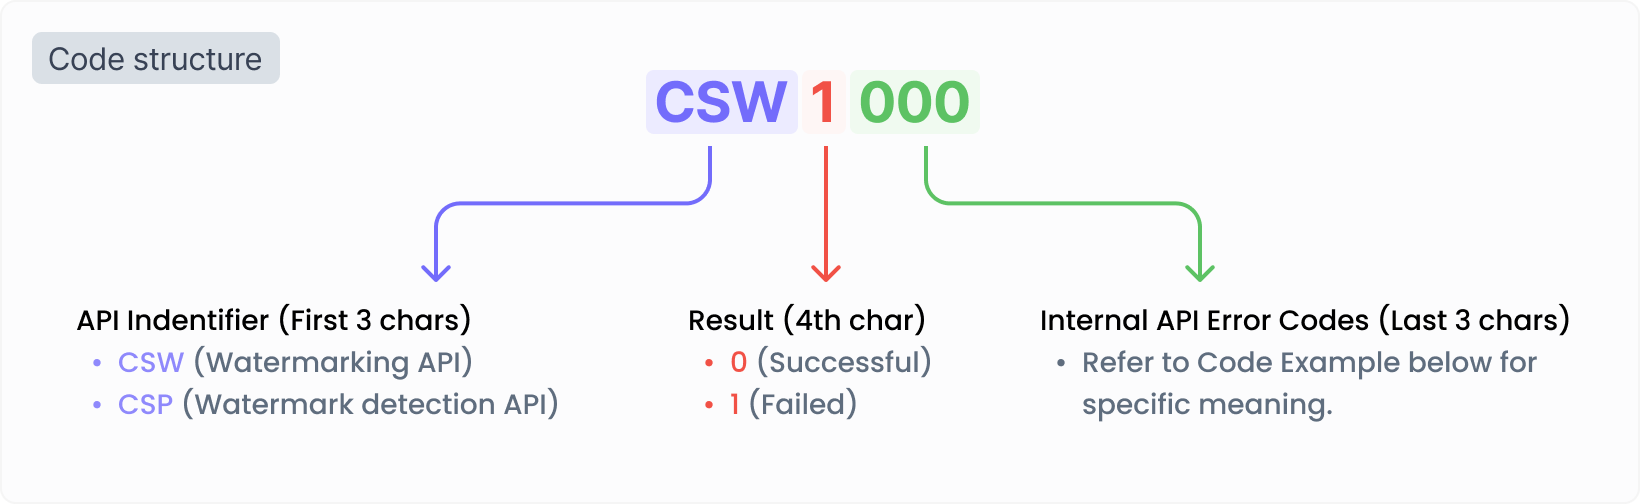 Code structure
CSW 1 000
API Indentifier (First 3 chars)
• CSW (Watermarking API)
• CSP (Watermark detection API)
Result (4th char)
• 0 (Successful)
• 1 (Failed)
Internal API Error Codes (Last 3 chars)
• Refer to Code Example below for
specific meaning.